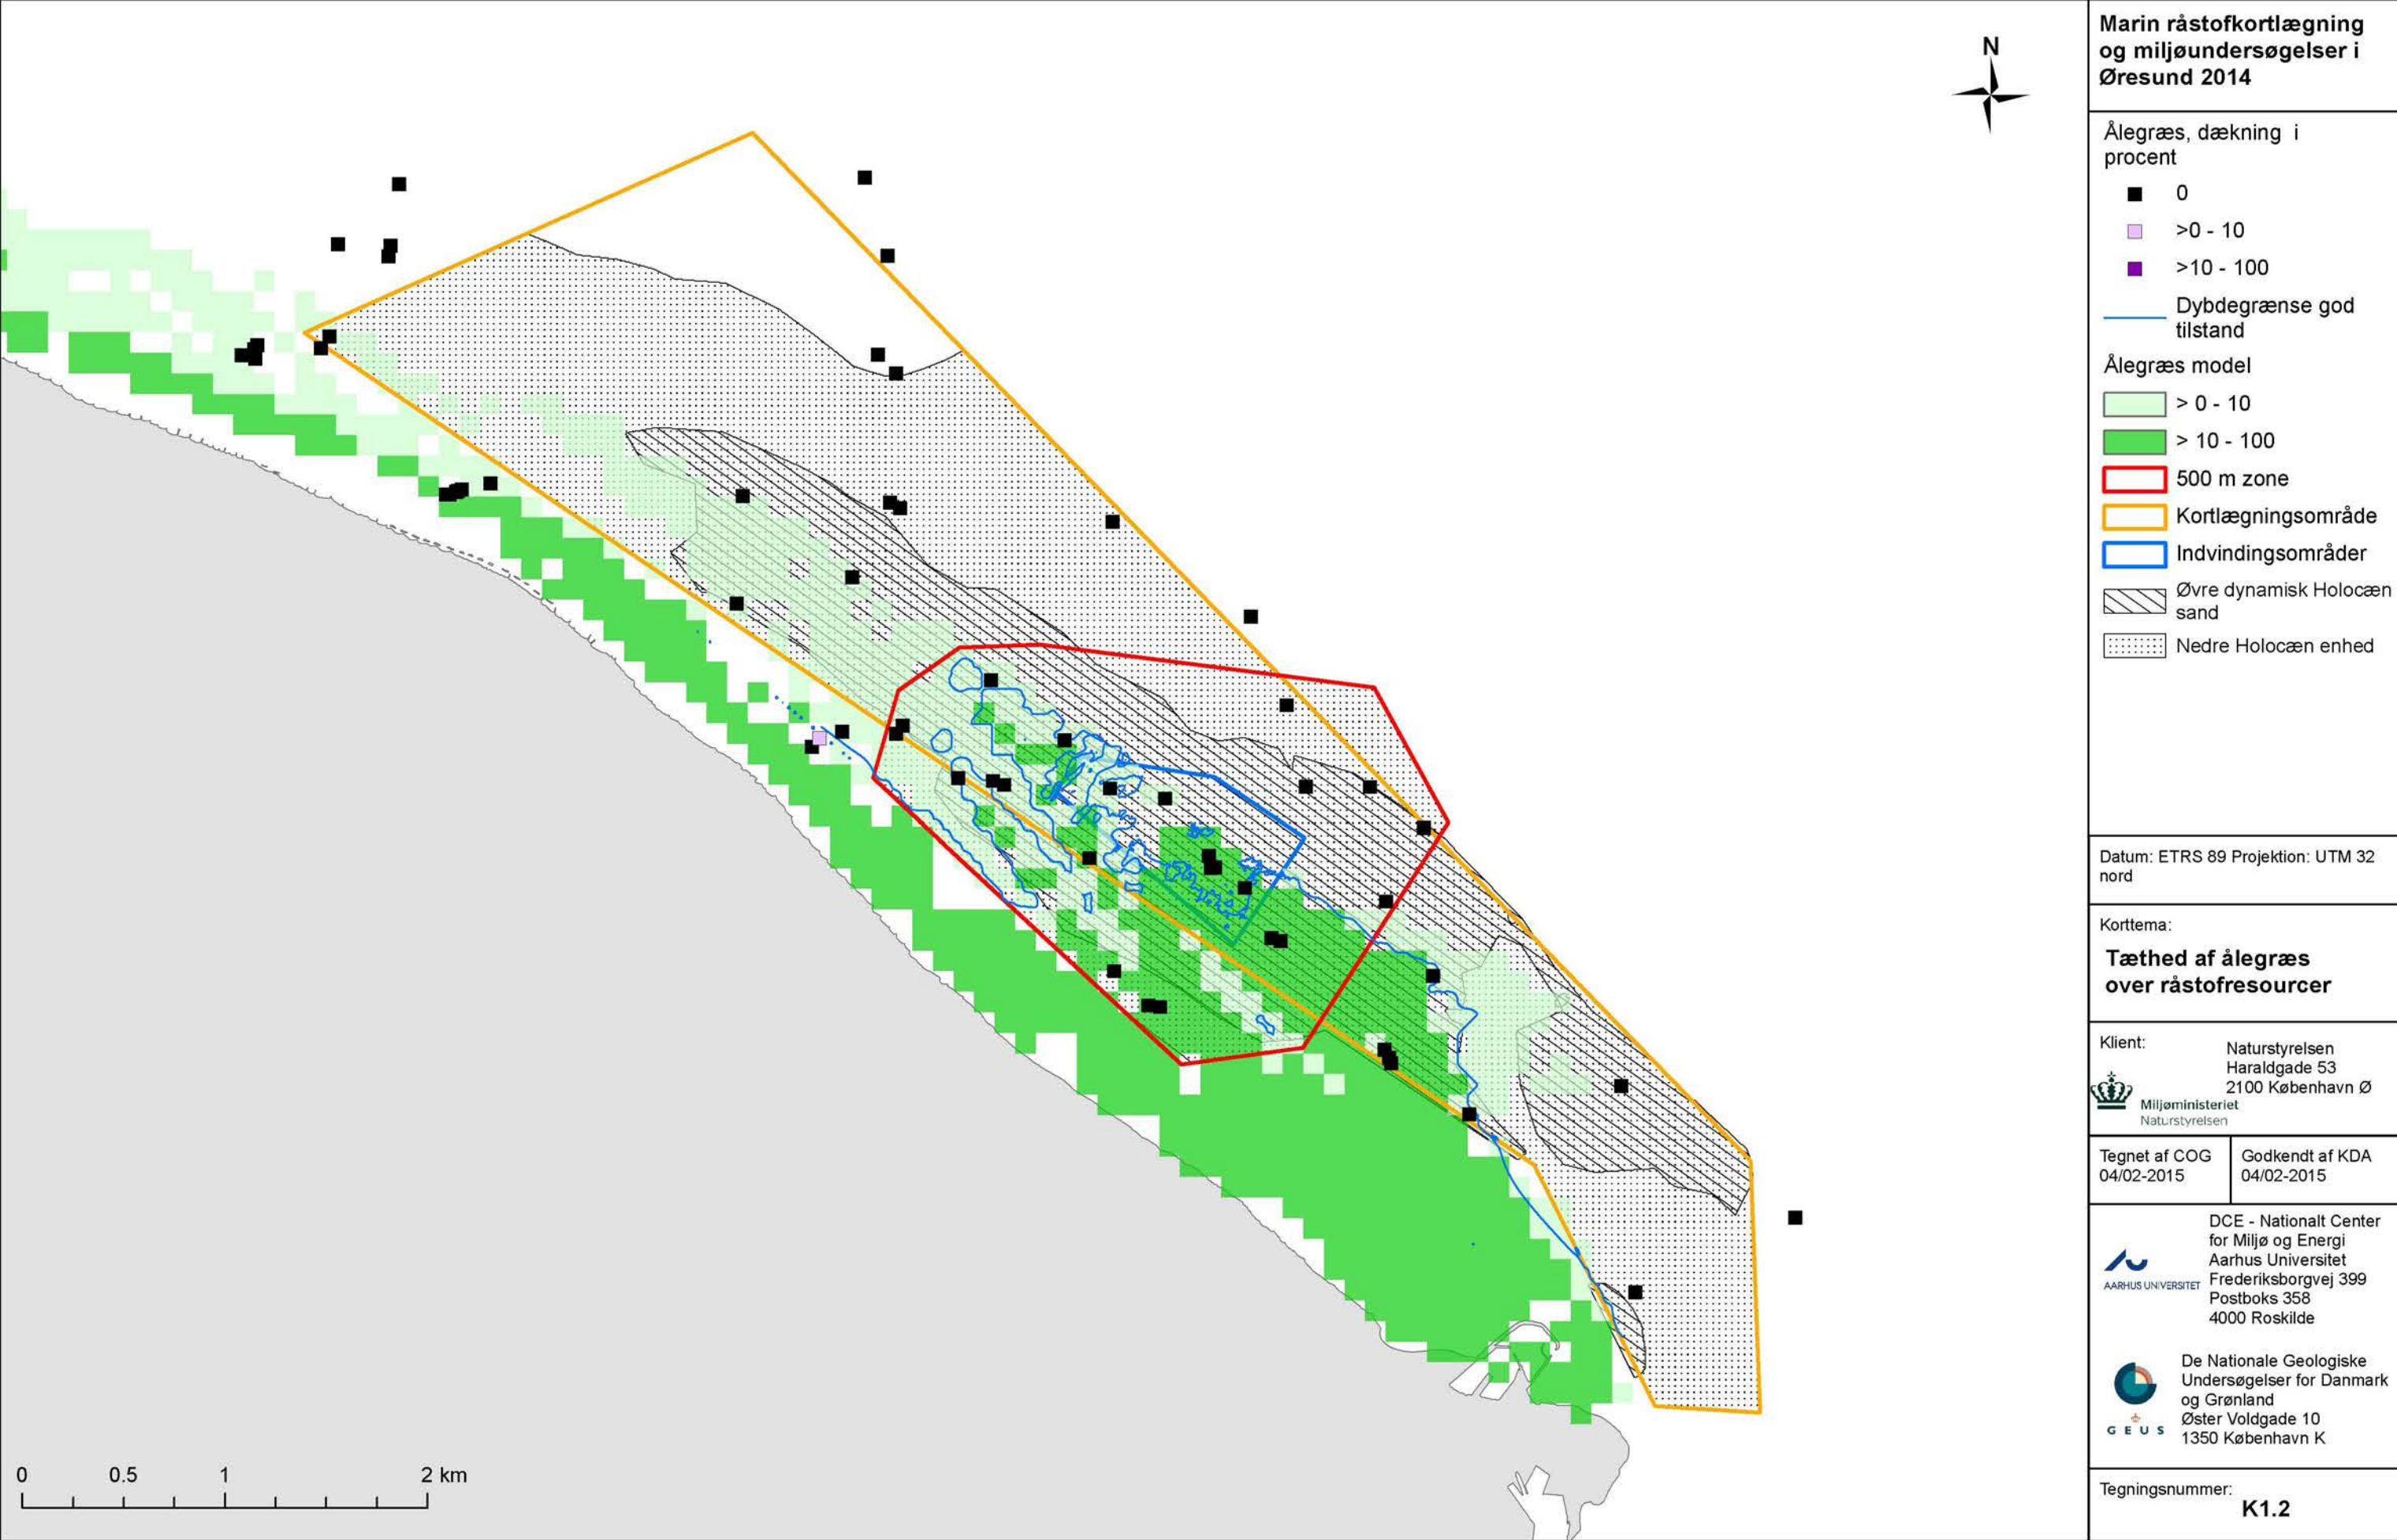 N
0
0.5
1
2 km
Marin råstofkortlægning
og miljøundersøgelser i
Øresund 2014
Ålegræs, dækning i
procent
0
>0 - 10
>10 - 100
Dybdegrænse god
tilstand
Ålegræs model
> 0 - 10
> 10 - 100
500 m zone
Kortlægningsområde
Indvindingsområder
Øvre dynamisk Holocæn
sand
Nedre Holocæn enhed
Datum: ETRS 89 Projektion: UTM 32
nord
Korttema:
Tæthed af ålegræs
over råstofresourcer
Klient:
Naturstyrelsen
Haraldgade 53
2100 København Ø
Miljøministeriet
Naturstyrelsen
Tegnet af COG
04/02-2015
Godkendt af KDA
04/02-2015
DCE - Nationalt Center
for Miljø og Energi
Aarhus Universitet
Frederiksborgvej 399
Postboks 358
4000 Roskilde
AARHUS UNIVERSITET
De Nationale Geologiske
Undersøgelser for Danmark
og Grønland
Øster Voldgade 10
1350 København K
G E U S
Tegningsnummer:
K1.2